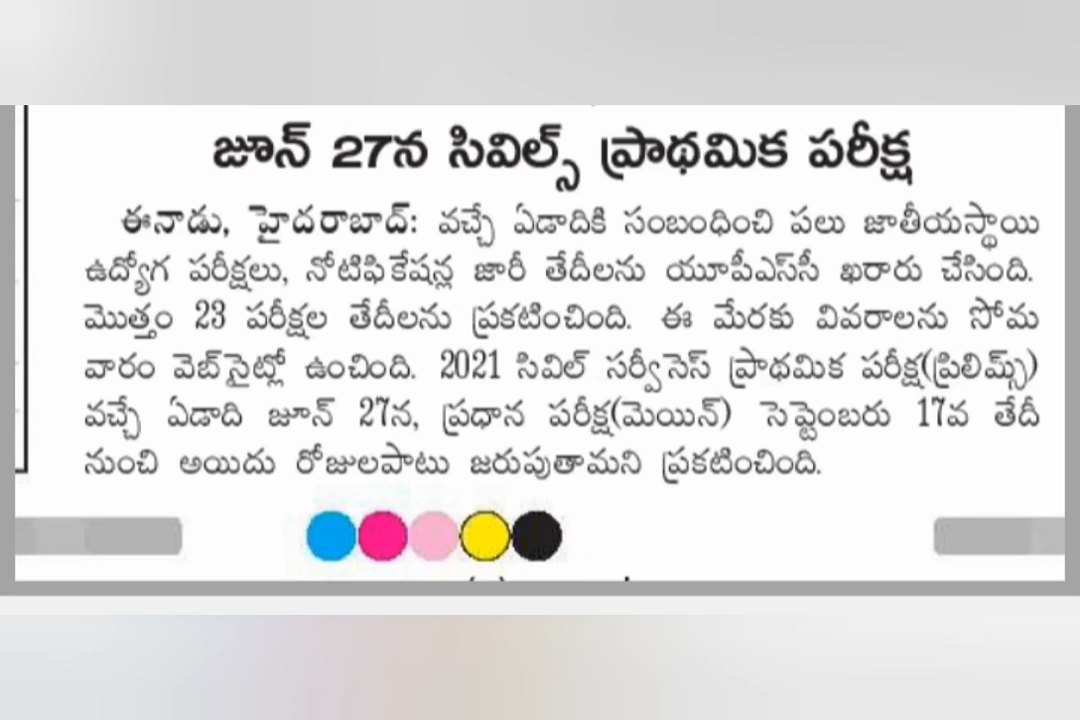 జూన్ 27న సివిల్స్ ప్రాథమిక పరీక్ష
ఈనాడు, హైదరాబాద్: వచ్చే ఏడాదికి సంబంధించి పలు జాతీయస్థాయి
ఉద్యోగ పరీక్షలు, నోటిఫికేషన్ల జారీ తేదీలను యూపీఎస్‌సీ ఖరారు చేసింది.
మొత్తం 23 పరీక్షల తేదీలను ప్రకటించింది. ఈ మేరకు వివరాలను సోమ
వారం వెబ్‌సైట్లో ఉంచింది. 2021 సివిల్ సర్వీసెస్ ప్రాథమిక పరీక్ష(ప్రిలిమ్స్)
వచ్చే ఏడాది జూన్ 27న, ప్రధాన పరీక్ష(మెయిన్) సెప్టెంబరు 17వ తేదీ
నుంచి అయిదు రోజులపాటు జరుపుతామని ప్రకటించింది.